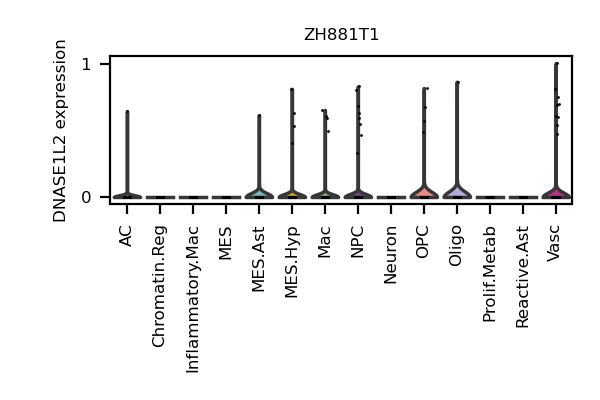 ZH881T1
DNASE1L2 expression
1
0
AC
Chromatin.Reg
Inflammatory.Mac
MES
MES.Ast
MES.Hyp
Mac
NPC
Neuron
OPC
Oligo
Prolif.Metab
Reactive.Ast
Vasc